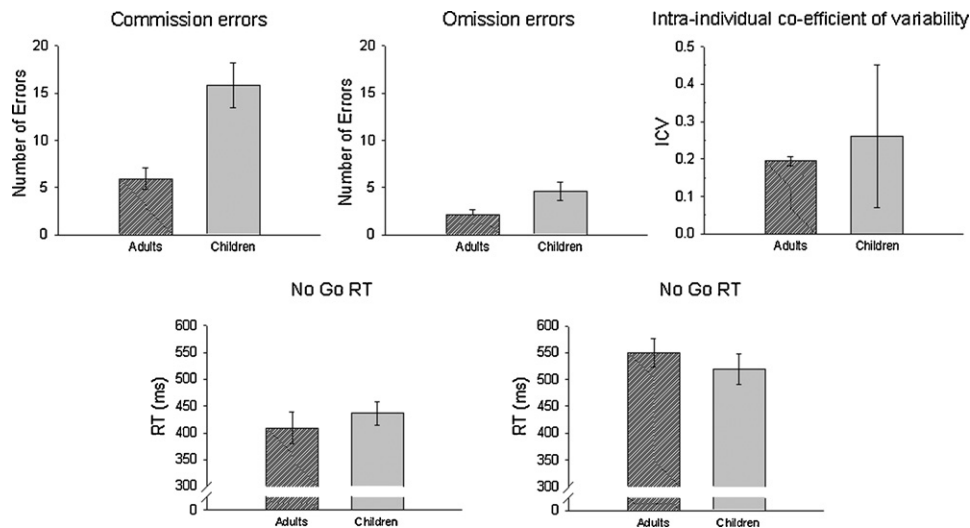 Commission errors
Number of Errors
20
15
10
5
0
Adults Children
Omission errors
Number of Errors
20
15
10
5
0
Adults Children
Intra-individual co-efficient of variability
ICV
0.5
0.4
0.3
0.2
0.1
0.0
Adults Children
No Go RT
RT (ms)
600
550
500
450
400
350
300
0
Adults Children
No Go RT
RT (ms)
600
550
500
450
400
350
300
0
Adults Children